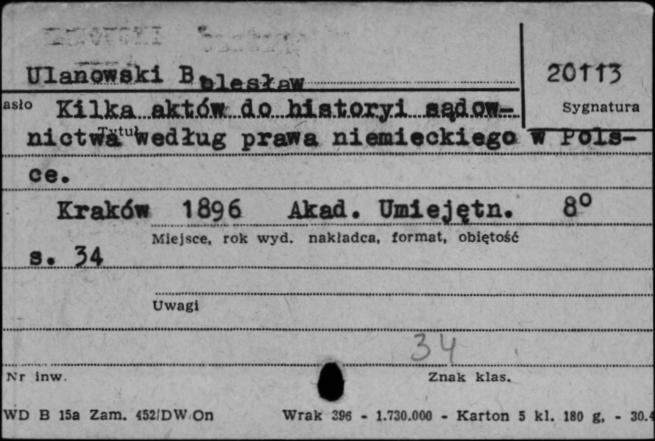 Ulanowski Bolesław
20113
asło
Kilka aktów do historyi sądow-
Sygnatura
Tytuł
nictwa według prawa niemieckiego w Pols-
ce.
Kraków 1896 Akad. Umiejętn. 8°
Miejsce, rok wyd. nakładca, format, obiętość
s. 34
Uwagi
34
Nr inw.
Znak klas.
WD B 15a Zam. 452/DW/On Wrak 396 - 1.730.000 - Karton 5 kl. 180 g, - 30.4